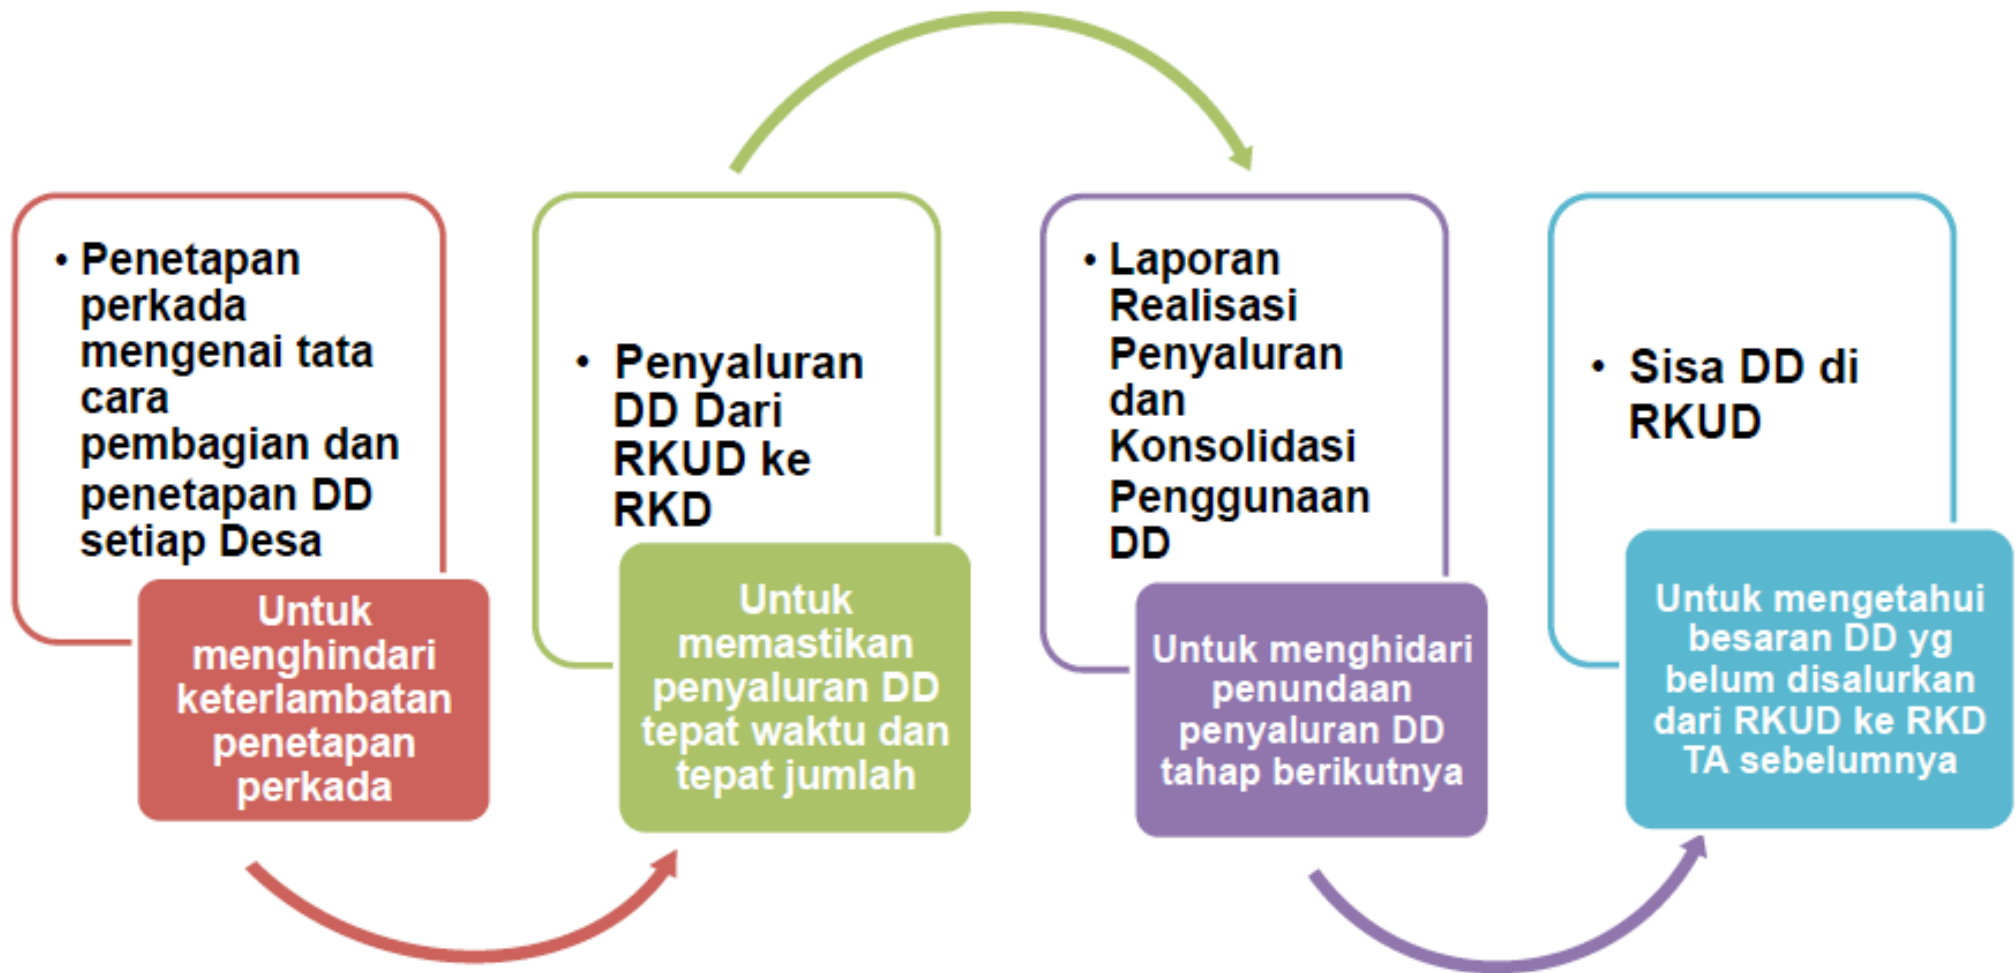 • Penetapan
perkada
mengenai tata
cara
pembagian dan
penetapan DD
setiap Desa
Untuk
menghindari
keterlambatan
penetapan
perkada
• Penyaluran
DD Dari
RKUD ke
RKD
Untuk
memastikan
penyaluran DD
tepat waktu dan
tepat jumlah
• Laporan
Realisasi
Penyaluran
dan
Konsolidasi
Penggunaan
DD
Untuk menghidari
penundaan
penyaluran DD
tahap berikutnya
• Sisa DD di
RKUD
Untuk mengetahui
besaran DD yg
belum disalurkan
dari RKUD ke RKD
TA sebelumnya